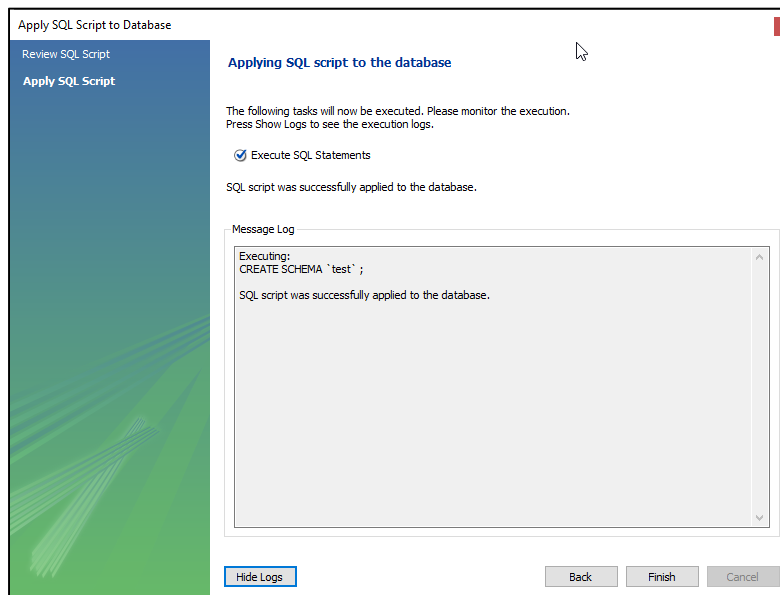 Apply SQL Script to Database
Review SQL Script
Apply SQL Script
Applying SQL script to the database
The following tasks will now be executed. Please monitor the execution.
Press Show Logs to see the execution logs.
Execute SQL Statements
SQL script was successfully applied to the database.
Message Log
Executing:
CREATE SCHEMA `test` ;
SQL script was successfully applied to the database.
Hide Logs
Back
Finish
Cancel